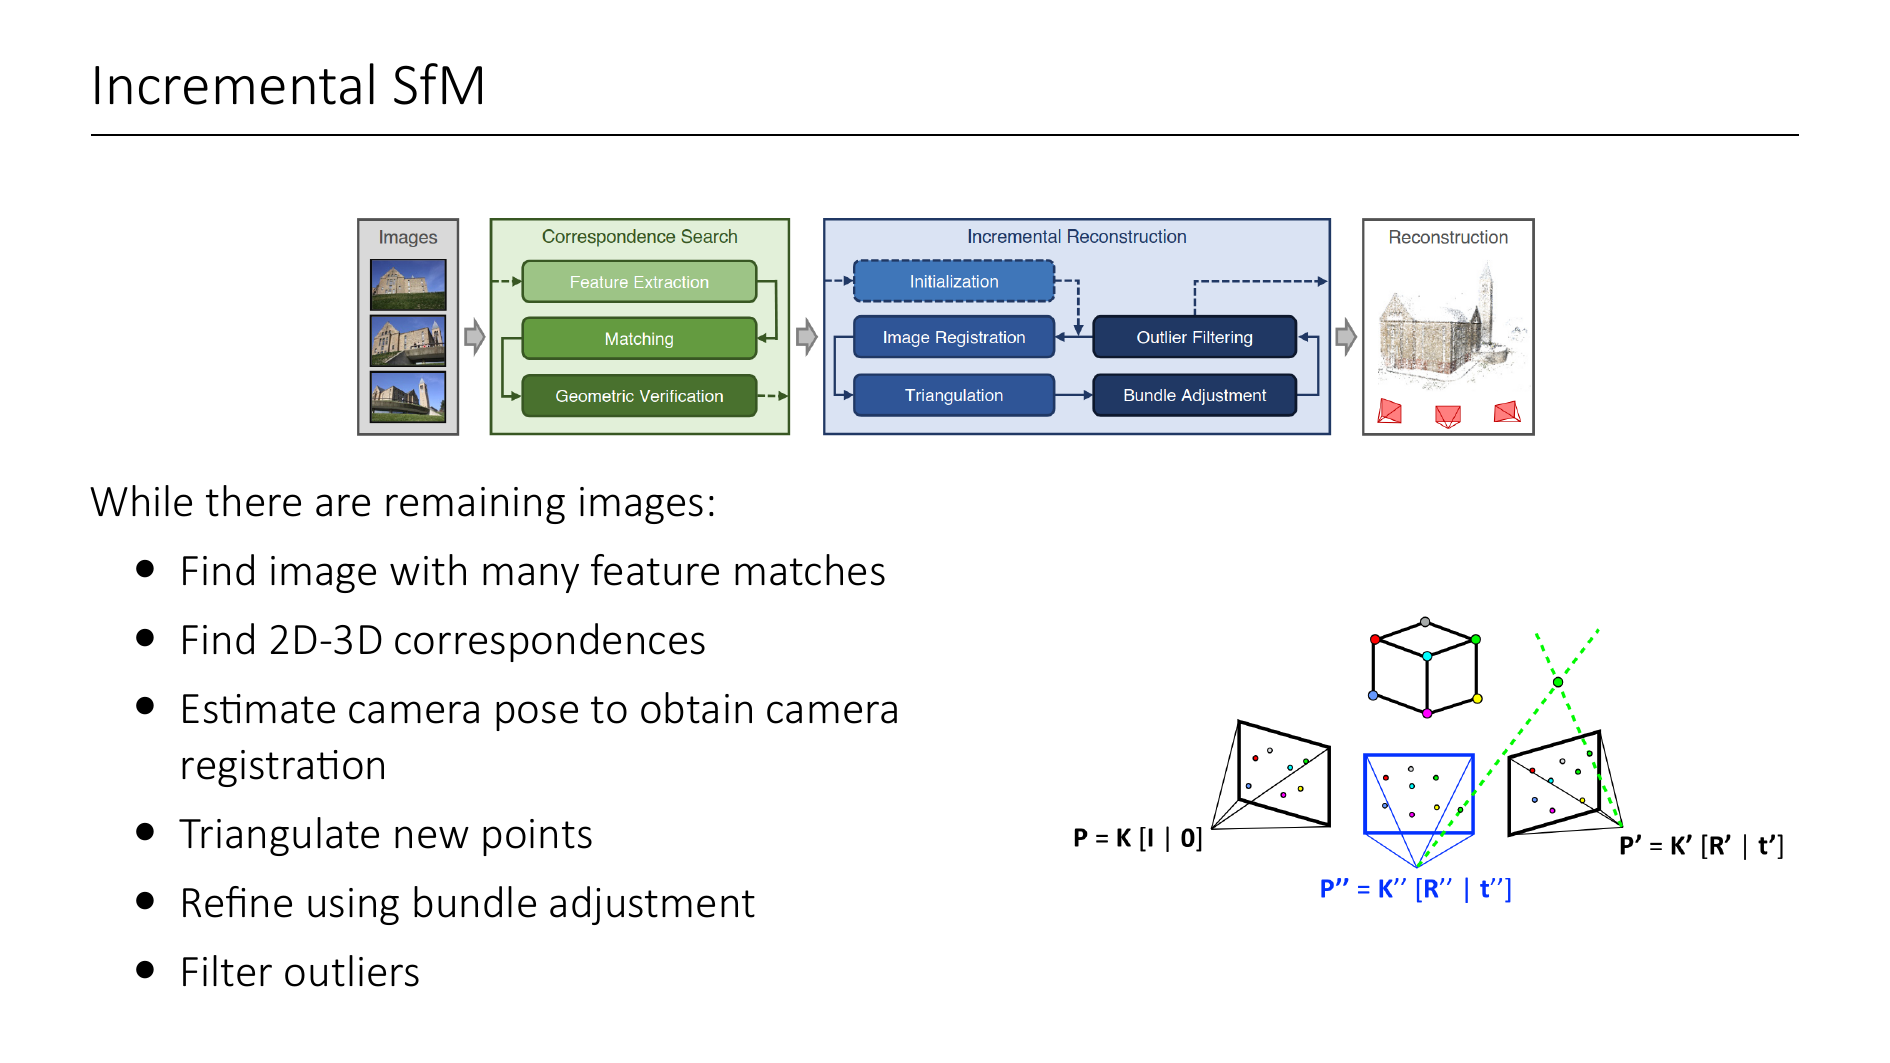 Incremental SfM
Images
Correspondence Search
Feature Extraction
Matching
Geometric Verification
Incremental Reconstruction
Initialization
Image Registration
Outlier Filtering
Triangulation
Bundle Adjustment
Reconstruction
While there are remaining images:
● Find image with many feature matches
● Find 2D-3D correspondences
● Estimate camera pose to obtain camera
registration
● Triangulate new points
● Refine using bundle adjustment
● Filter outliers
P = K [I | 0]
P’’ = K’’ [R’’ | t’’]
P’ = K’ [R’ | t’]